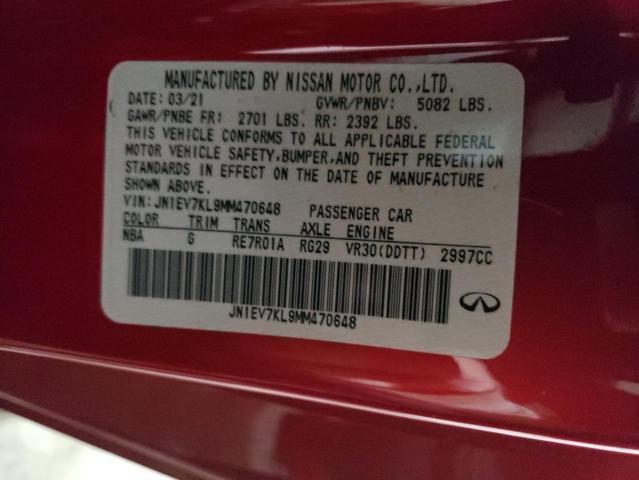 MANUFACTURED BY NISSAN MOTOR CO.,LTD.
DATE: 03/21 GVWR/PNBV: 5082 LBS.
GAWR/PNBE FR: 2701 LBS. RR: 2392 LBS.
THIS VEHICLE CONFORMS TO ALL APPLICABLE FEDERAL
MOTOR VEHICLE SAFETY,BUMPER,AND THEFT PREVENTION
STANDARDS IN EFFECT ON THE DATE OF MANUFACTURE
SHOWN ABOVE.
VIN: JN1EV7KL9MM470648 PASSENGER CAR
COLOR TRIM TRANS AXLE ENGINE
NBA G RE7R01A RG29 VR30(DDTT) 2997CC
JN1EV7KL9MM470648